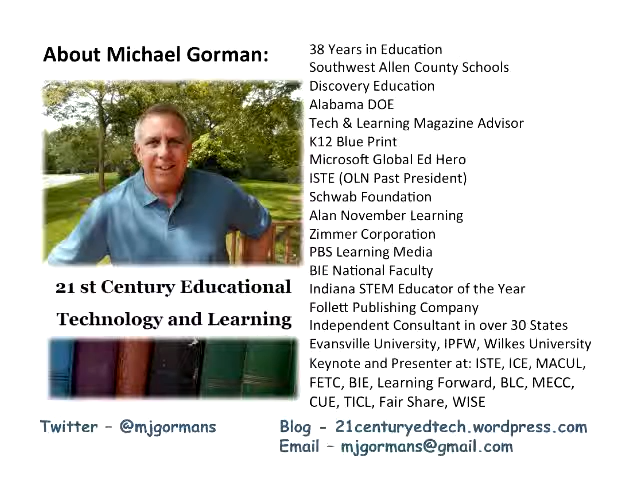 About Michael Gorman:
21 st Century Educational
Technology and Learning
38 Years in Education
Southwest Allen County Schools
Discovery Education
Alabama DOE
Tech & Learning Magazine Advisor
K12 Blue Print
Microsoft Global Ed Hero
ISTE (OLN Past President)
Schwab Foundation
Alan November Learning
Zimmer Corporation
PBS Learning Media
BIE National Faculty
Indiana STEM Educator of the Year
Follett Publishing Company
Independent Consultant in over 30 States
Evansville University, IPFW, Wilkes University
Keynote and Presenter at: ISTE, ICE, MACUL,
FETC, BIE, Learning Forward, BLC, MECC,
CUE, TICL, Fair Share, WISE
Twitter – @mjgormans
Blog - 21centuryedtech.wordpress.com
Email – mjgormans@gmail.com